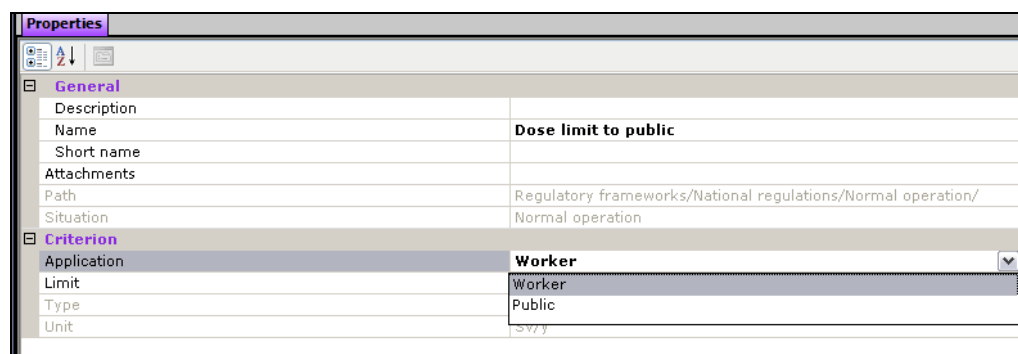 Properties
General
Description
Name Dose limit to public
Short name
Attachments
Path Regulatory frameworks/National regulations/Normal operation/
Situation Normal operation
Criterion
Application Worker
Limit Worker
Type Public
Unit Sv/y